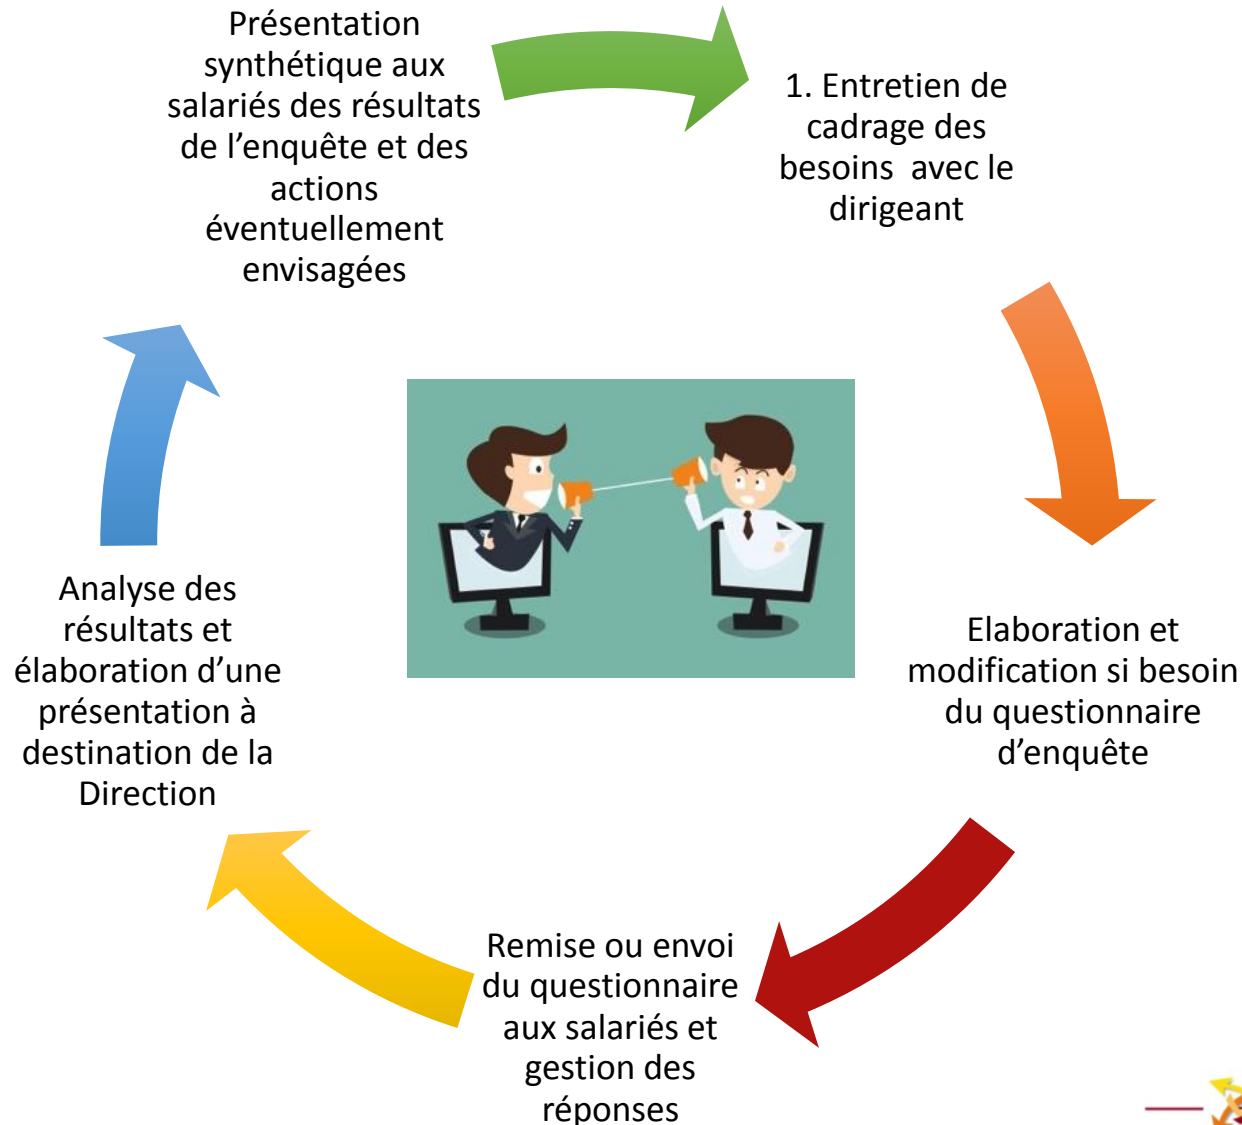 Présentation
synthétique aux
salariés des résultats
de l’enquête et des
actions
éventuellement
envisagées
1. Entretien de
cadrage des
besoins  avec le
dirigeant
Elaboration et
modification si besoin
du questionnaire
d’enquête
Remise ou envoi
du questionnaire
aux salariés et
gestion des
réponses
Analyse des
résultats et
élaboration d’une
présentation à
destination de la
Direction